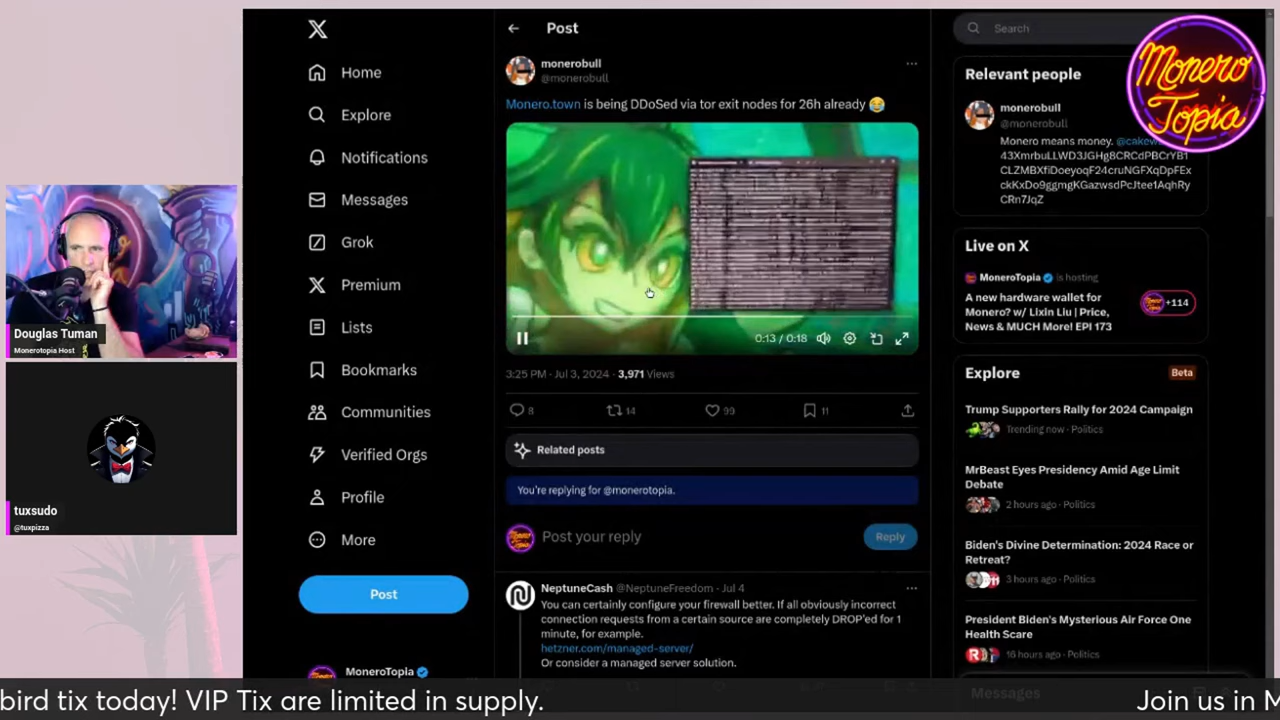 Home
Explore
Notifications
Messages
Grok
Premium
Lists
Bookmarks
Communities
Verified Orgs
Profile
More
Post
MoneroTopia
Post
monerobull
@monerobull
Monero.town is being DDoSed via tor exit nodes for 26h already 😂
0:13 / 0:18
3:25 PM · Jul 3, 2024 · 3,971 Views
8
14
99
11
Related posts
You're replying for @monerotopia.
Post your reply
Reply
NeptuneCash @NeptuneFreedom · Jul 4
You can certainly configure your firewall better. If all obviously incorrect
connection requests from a certain source are completely DROP'ed for 1
minute, for example.
hetzner.com/managed-server/
Or consider a managed server solution.
Search
Relevant people
monerobull
@monerobull
Monero means money. @cakew
43XmrbuLLWD3JGHg8CRCdPBCrYB1
CLZMBXfiDoeyoqF24cruNGFXqDpFEx
ckKxDo9ggmgKGazwsdPcJtee1AqhRy
CRn7JqZ
Live on X
MoneroTopia is hosting
A new hardware wallet for
Monero? w/ Lixin Liu | Price,
News & MUCH More! EPI 173
+114
Explore
Beta
Trump Supporters Rally for 2024 Campaign
Trending now · Politics
MrBeast Eyes Presidency Amid Age Limit
Debate
2 hours ago · Politics
Biden's Divine Determination: 2024 Race or
Retreat?
3 hours ago · Politics
President Biden's Mysterious Air Force One
Health Scare
16 hours ago · Politics
Messages
Monero
Topia
Douglas Tuman
Monerotopia Host
tuxsudo
@tuxpizza
bird tix today! VIP Tix are limited in supply.
Join us in M